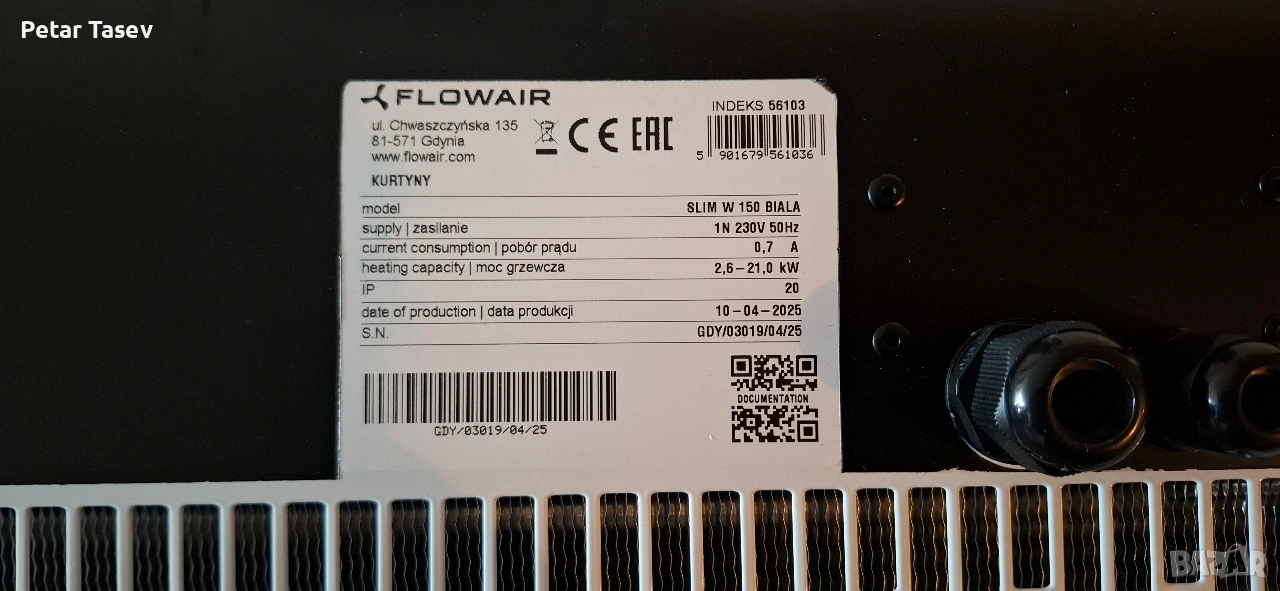 Petar Tasev
FLOWAIR
ul. Chwaszczyńska 135
81-571 Gdynia
www.flowair.com
CE EAC
INDEKS 56103
5 901679 561036
KURTYNY
model SLIM W 150 BIALA
supply | zasilanie 1N 230V 50Hz
current consumption | pobór prądu 0,7 A
heating capacity | moc grzewcza 2,6–21,0 kW
IP 20
date of production | data produkcji 10–04–2025
S.N. GDY/03019/04/25
DOCUMENTATION
GDY/03019/04/25
BAZAR